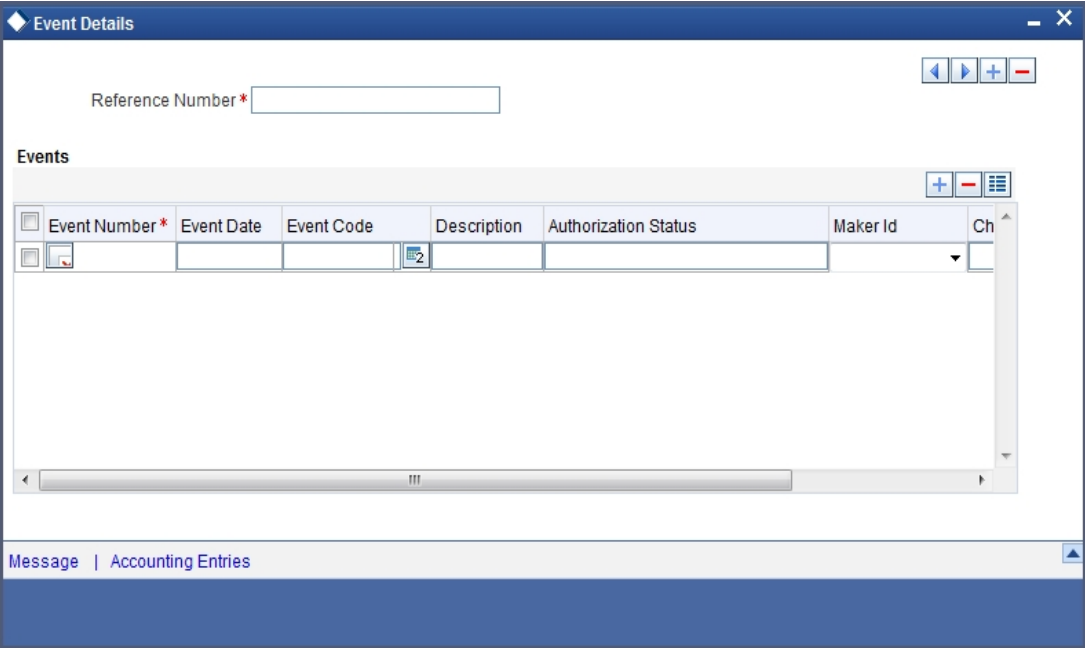 Event Details
Reference Number *
Events
Event Number * Event Date Event Code Description Authorization Status Maker Id Ch
2
Message | Accounting Entries